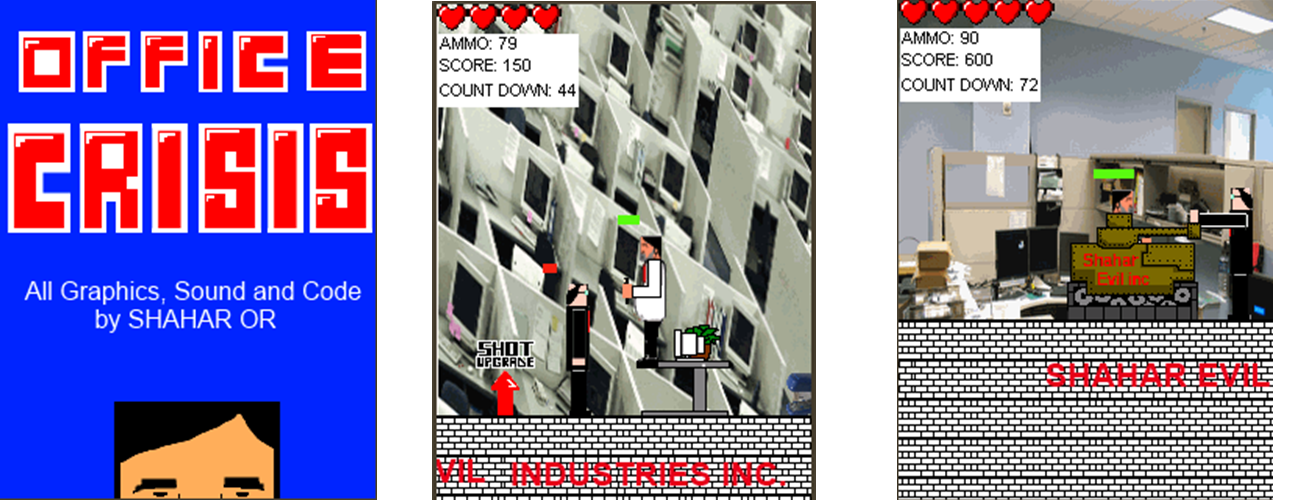 OFFICE
CRISIS
All Graphics, Sound and Code
by SHAHAR OR
AMMO: 79
SCORE: 150
COUNT DOWN: 44
SHOT
UPGRADE
VIL INDUSTRIES INC.
AMMO: 90
SCORE: 600
COUNT DOWN: 72
Shahar
Evil inc
SHAHAR EVIL